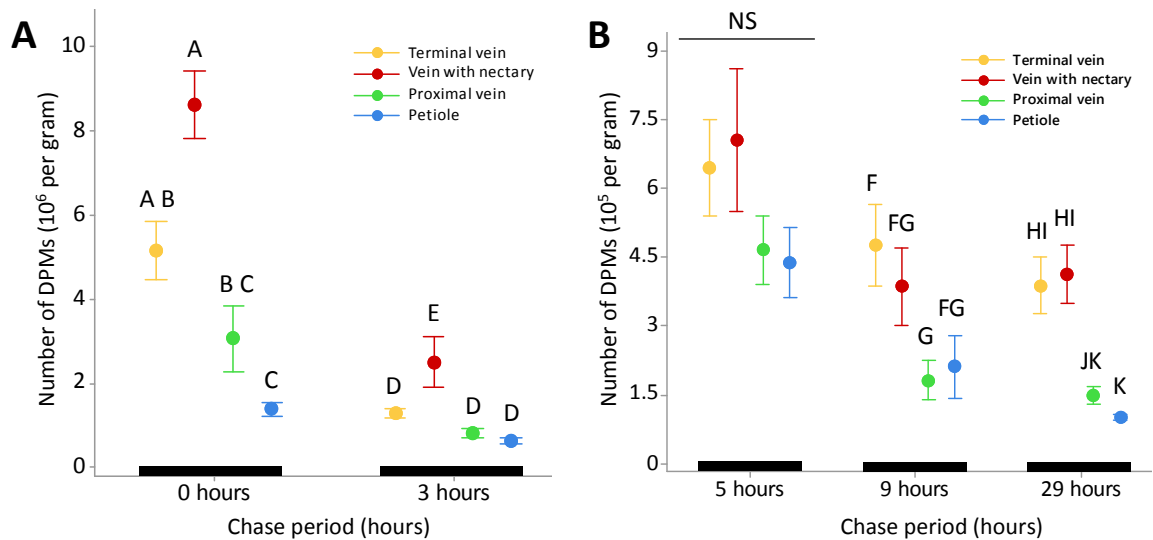 A
Number of DPMs (10⁶ per gram)
10
8
6
4
2
0
Terminal vein
Vein with nectary
Proximal vein
Petiole
A
A B
B C
C
E
D
D
D
0 hours
3 hours
Chase period (hours)
B
NS
Number of DPMs (10⁵ per gram)
9
7.5
6
4.5
3
1.5
0
Terminal vein
Vein with nectary
Proximal vein
Petiole
F
FG
G
FG
HI
HI
JK
K
5 hours
9 hours
29 hours
Chase period (hours)